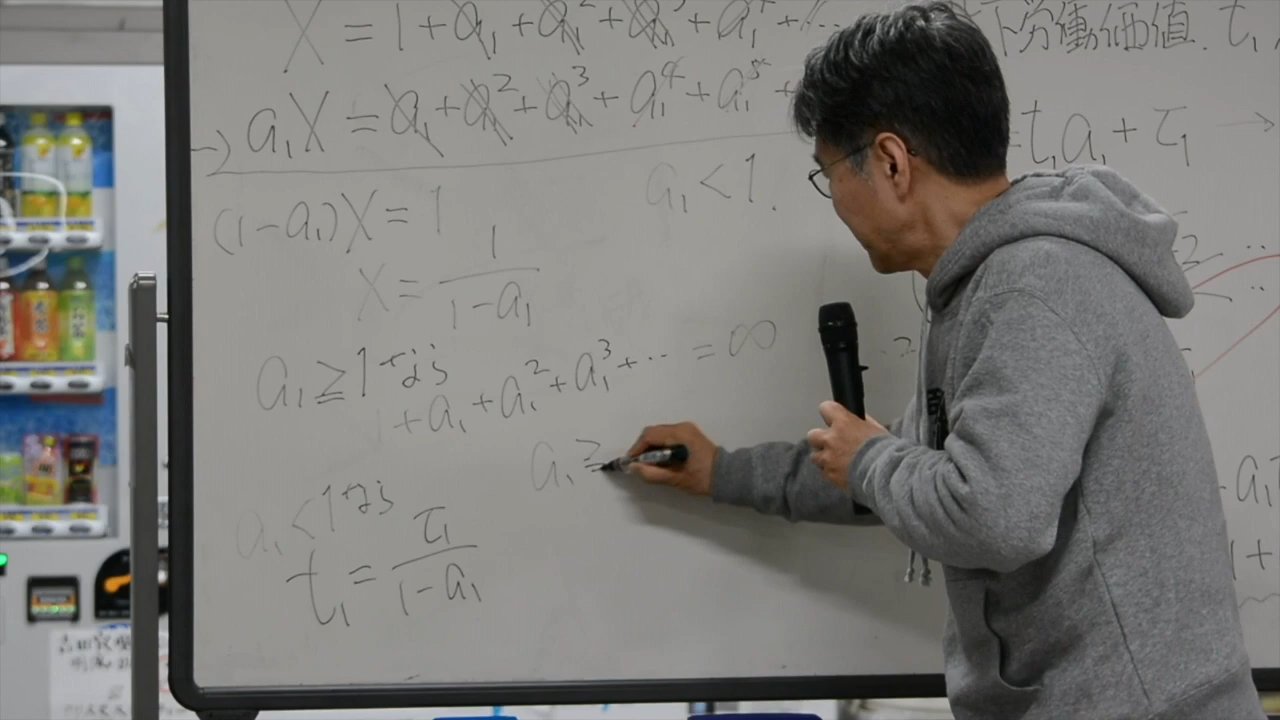 X = 1 + a₁ + a₁² + a₁³ + a₁⁴ + ...
下労働価値. t₁
→) a₁X = a₁ + a₁² + a₁³ + a₁⁴ + a₁⁵ +
= t₁a₁ + τ₁ →
a₁ < 1.
(1-a₁)X = 1
X = 1/(1-a₁)
a₁ ≧ 1 なら
1 + a₁ + a₁² + a₁³ + ... = ∞
a₁ ≧
a₁ < 1 なら
t₁ = τ₁/(1-a₁)